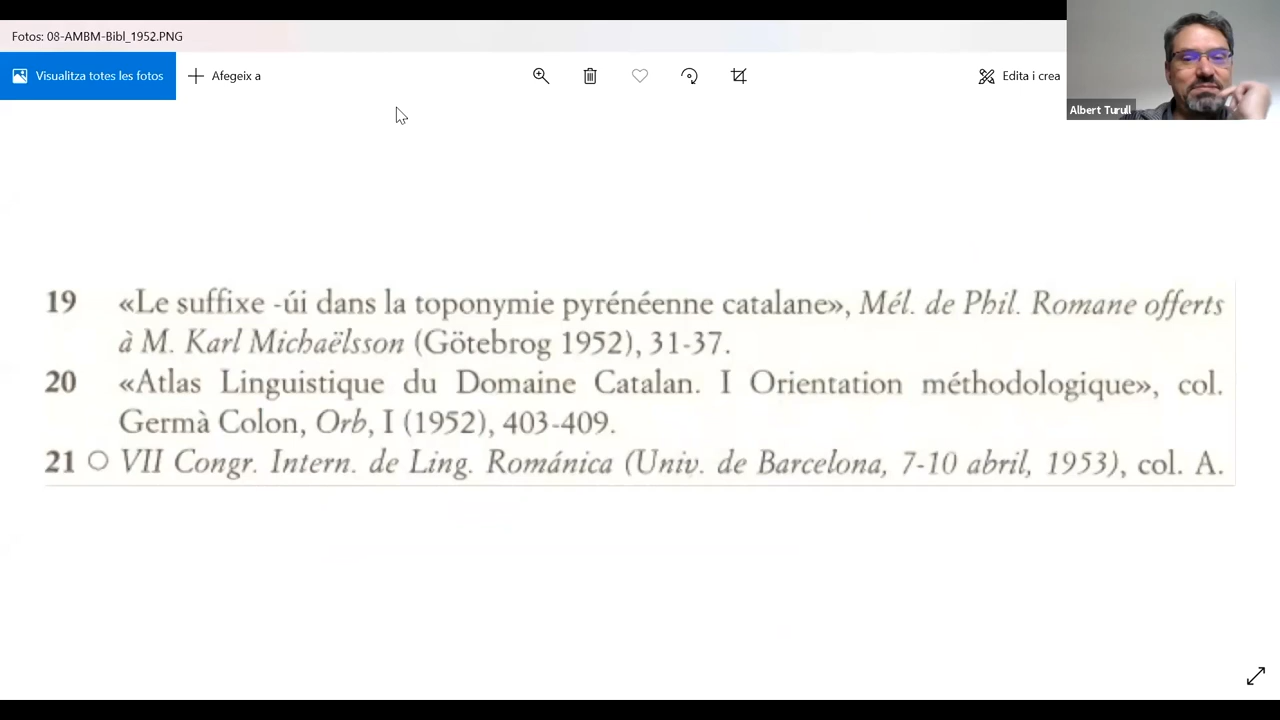 Fotos: 08-AMBM-Bibl_1952.PNG
Visualitza totes les fotos
Afegeix a
Edita i crea
Albert Turull
19 «Le suffixe -úi dans la toponymie pyrénéenne catalane», Mél. de Phil. Romane offerts
à M. Karl Michaëlsson (Götebrog 1952), 31-37.
20 «Atlas Linguistique du Domaine Catalan. I Orientation méthodologique», col.
Germà Colon, Orb, I (1952), 403-409.
21 ○ VII Congr. Intern. de Ling. Románica (Univ. de Barcelona, 7-10 abril, 1953), col. A.